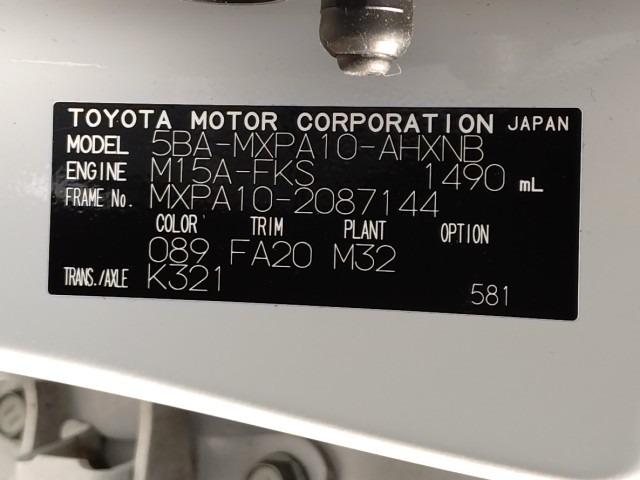 TOYOTA MOTOR CORPORATION JAPAN
MODEL 5BA-MXPA10-AHXNB
ENGINE M15A-FKS 1490 mL
FRAME No. MXPA10-2087144
COLOR TRIM PLANT OPTION
089 FA20 M32
TRANS./AXLE K321
581